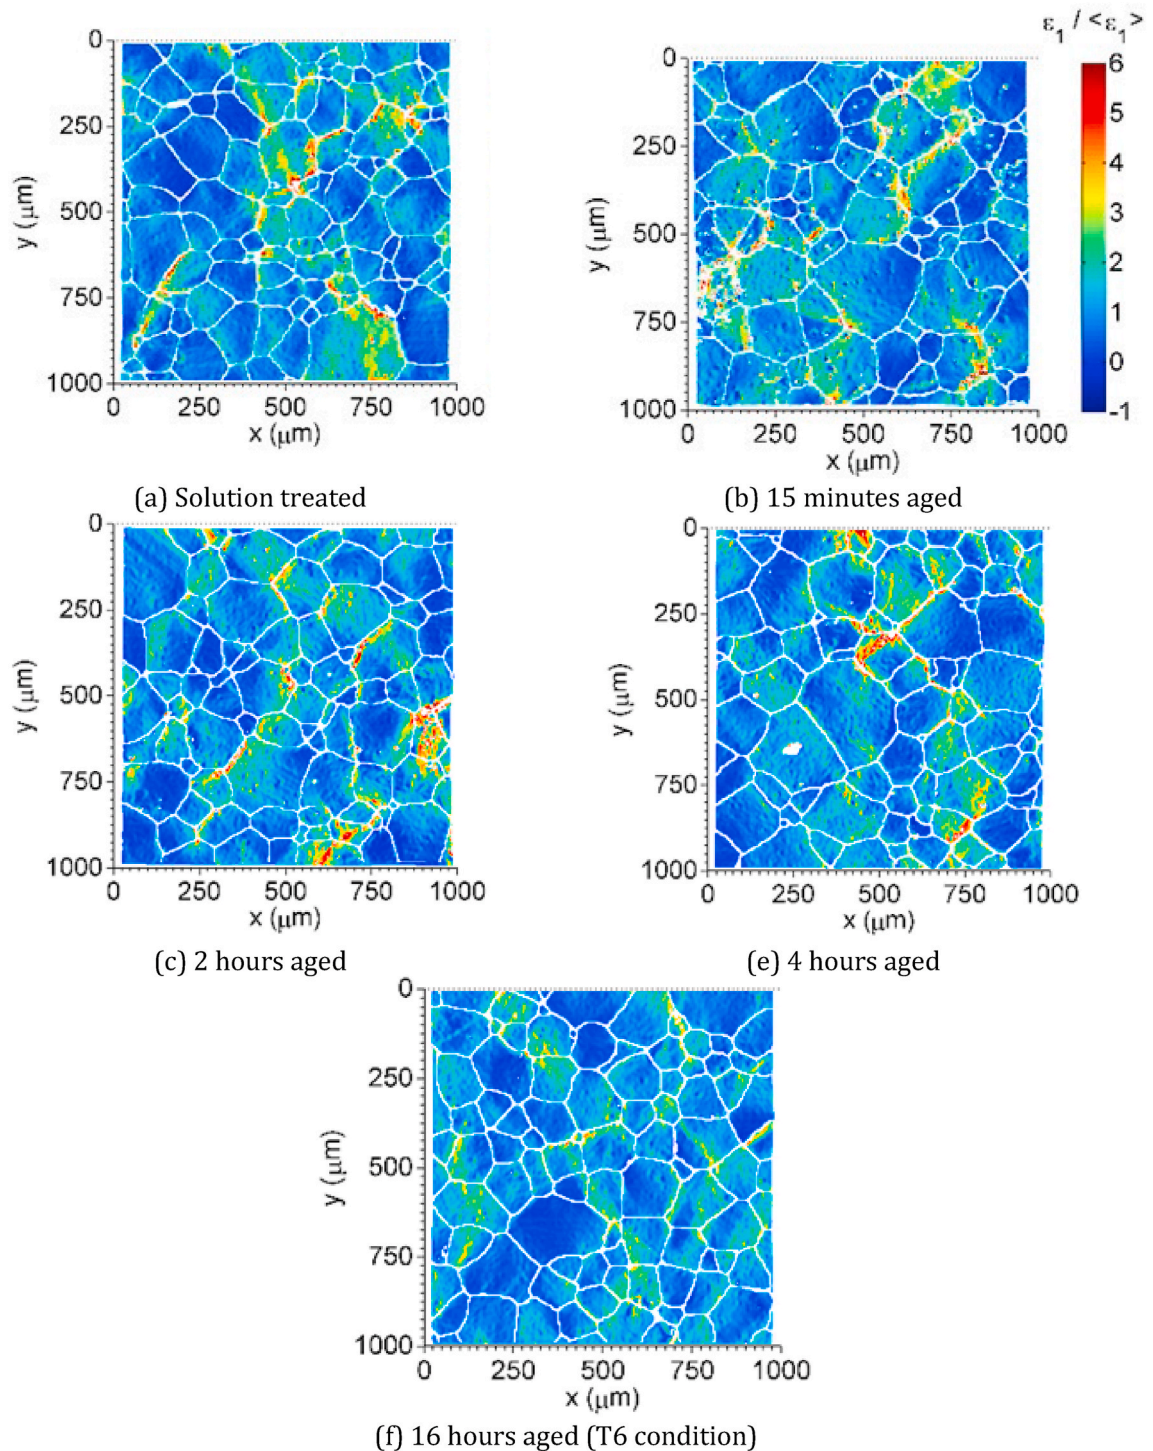 ε₁ / <ε₁>
0
250
500
750
1000
y (μm)
0 250 500 750 1000
x (μm)
0
250
500
750
1000
y (μm)
0 250 500 750 1000
x (μm)
6
5
4
3
2
1
0
-1
(a) Solution treated
(b) 15 minutes aged
0
250
500
750
1000
y (μm)
0 250 500 750 1000
x (μm)
0
250
500
750
1000
y (μm)
0 250 500 750 1000
x (μm)
(c) 2 hours aged
(e) 4 hours aged
0
250
500
750
1000
y (μm)
0 250 500 750 1000
x (μm)
(f) 16 hours aged (T6 condition)